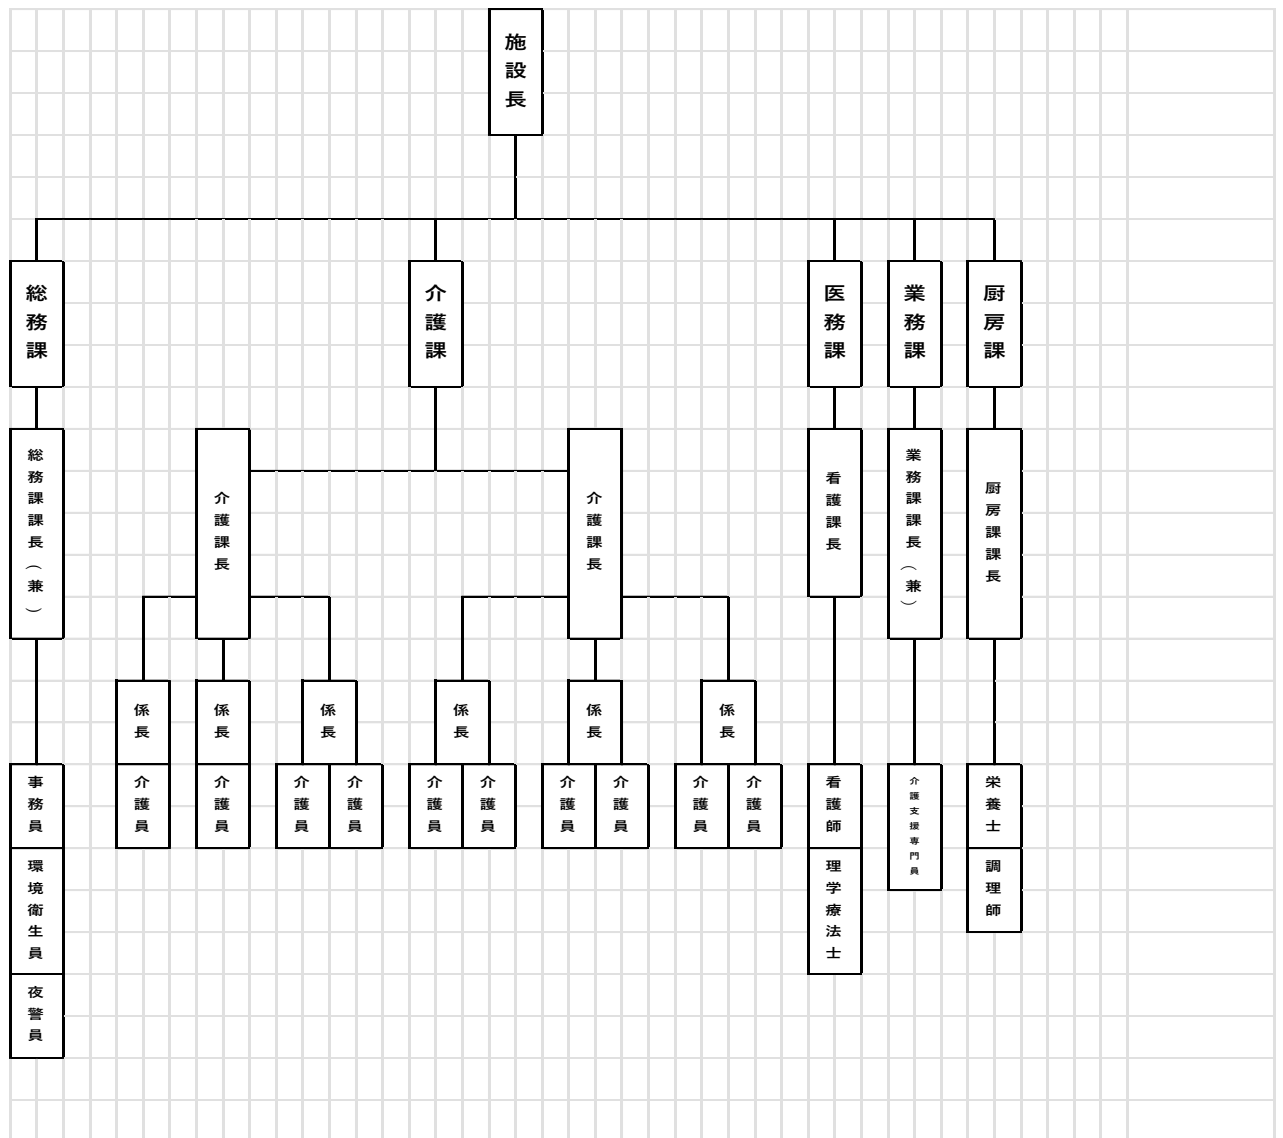 施設長
総務課
介護課
医務課
業務課
厨房課
総務課課長（兼）
介護課長
介護課長
看護課長
業務課課長（兼）
厨房課課長
係長
係長
係長
係長
係長
係長
事務員
介護員
介護員
介護員
介護員
介護員
介護員
介護員
介護員
介護員
介護員
看護師
介護支援専門員
栄養士
環境衛生員
理学療法士
調理師
夜警員